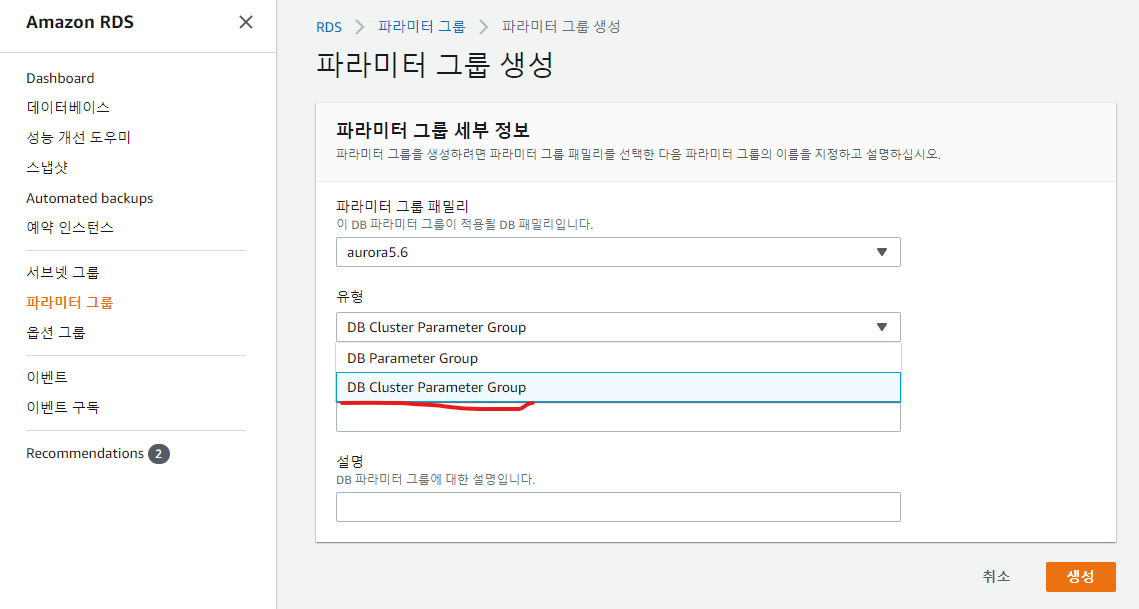 Amazon RDS
Dashboard
데이터베이스
성능 개선 도우미
스냅샷
Automated backups
예약 인스턴스
서브넷 그룹
파라미터 그룹
옵션 그룹
이벤트
이벤트 구독
Recommendations 2
RDS > 파라미터 그룹 > 파라미터 그룹 생성
파라미터 그룹 생성
파라미터 그룹 세부 정보
파라미터 그룹을 생성하려면 파라미터 그룹 패밀리를 선택한 다음 파라미터 그룹의 이름을 지정하고 설명하십시오.
파라미터 그룹 패밀리
이 DB 파라미터 그룹이 적용될 DB 패밀리입니다.
aurora5.6
유형
DB Cluster Parameter Group
DB Parameter Group
DB Cluster Parameter Group
설명
DB 파라미터 그룹에 대한 설명입니다.
취소
생성